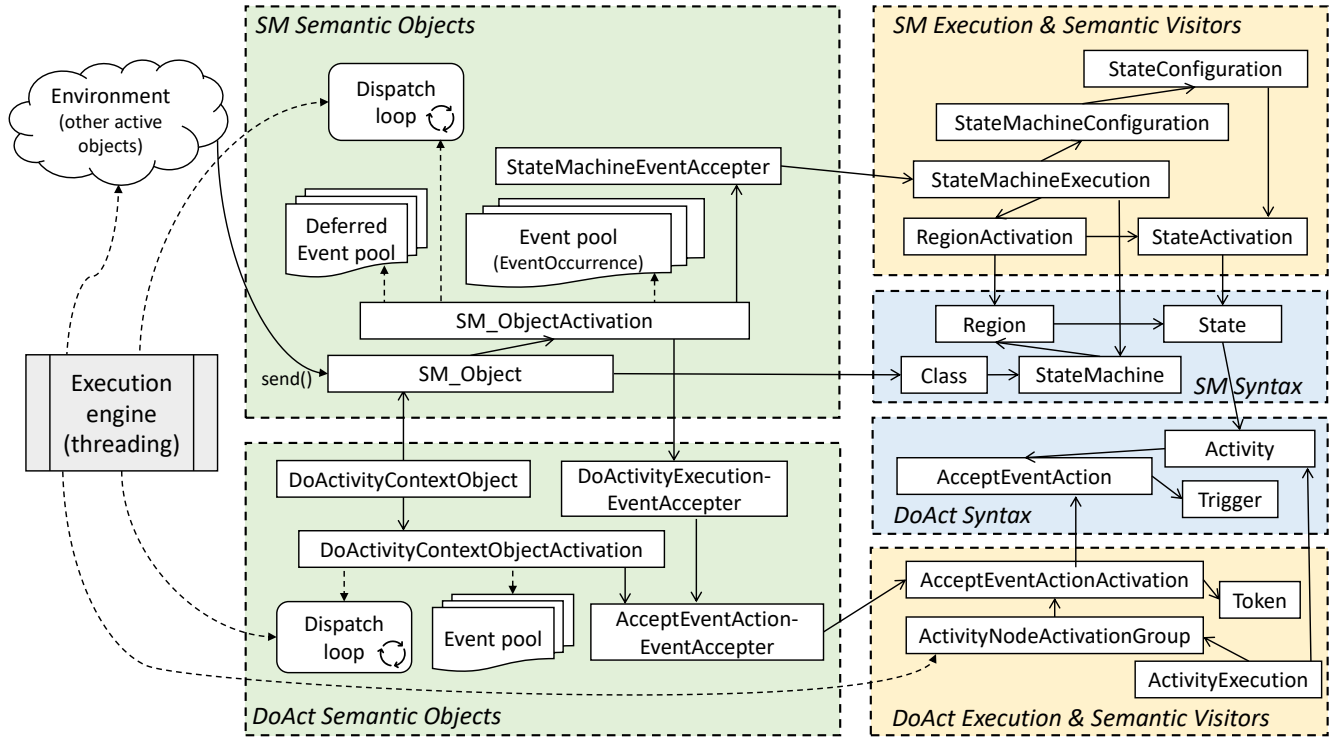 SM Semantic Objects
SM Execution & Semantic Visitors
Environment
(other active
objects)
Dispatch
loop
StateConfiguration
StateMachineConfiguration
StateMachineEventAccepter
StateMachineExecution
Deferred
Event pool
Event pool
(EventOccurrence)
RegionActivation
StateActivation
SM_ObjectActivation
Region
State
send()
SM_Object
Class
StateMachine
SM Syntax
Execution
engine
(threading)
DoActivityContextObject
DoActivityExecution-
EventAccepter
Activity
AcceptEventAction
Trigger
DoAct Syntax
DoActivityContextObjectActivation
AcceptEventActionActivation
Token
Dispatch
loop
Event pool
AcceptEventAction-
EventAccepter
ActivityNodeActivationGroup
ActivityExecution
DoAct Semantic Objects
DoAct Execution & Semantic Visitors